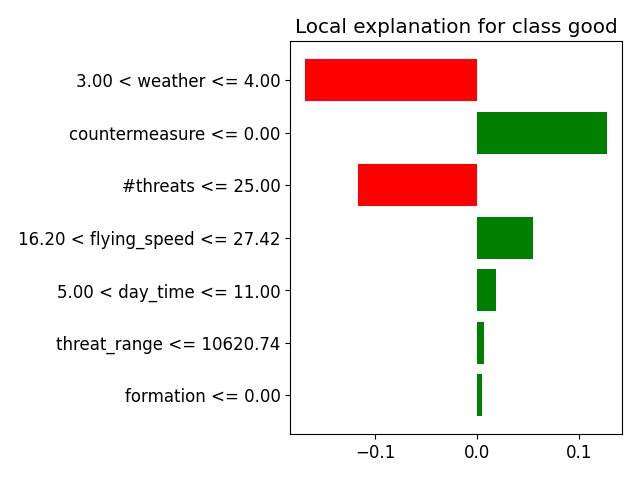 Local explanation for class good
3.00 < weather <= 4.00
countermeasure <= 0.00
#threats <= 25.00
16.20 < flying_speed <= 27.42
5.00 < day_time <= 11.00
threat_range <= 10620.74
formation <= 0.00
−0.1 0.0 0.1